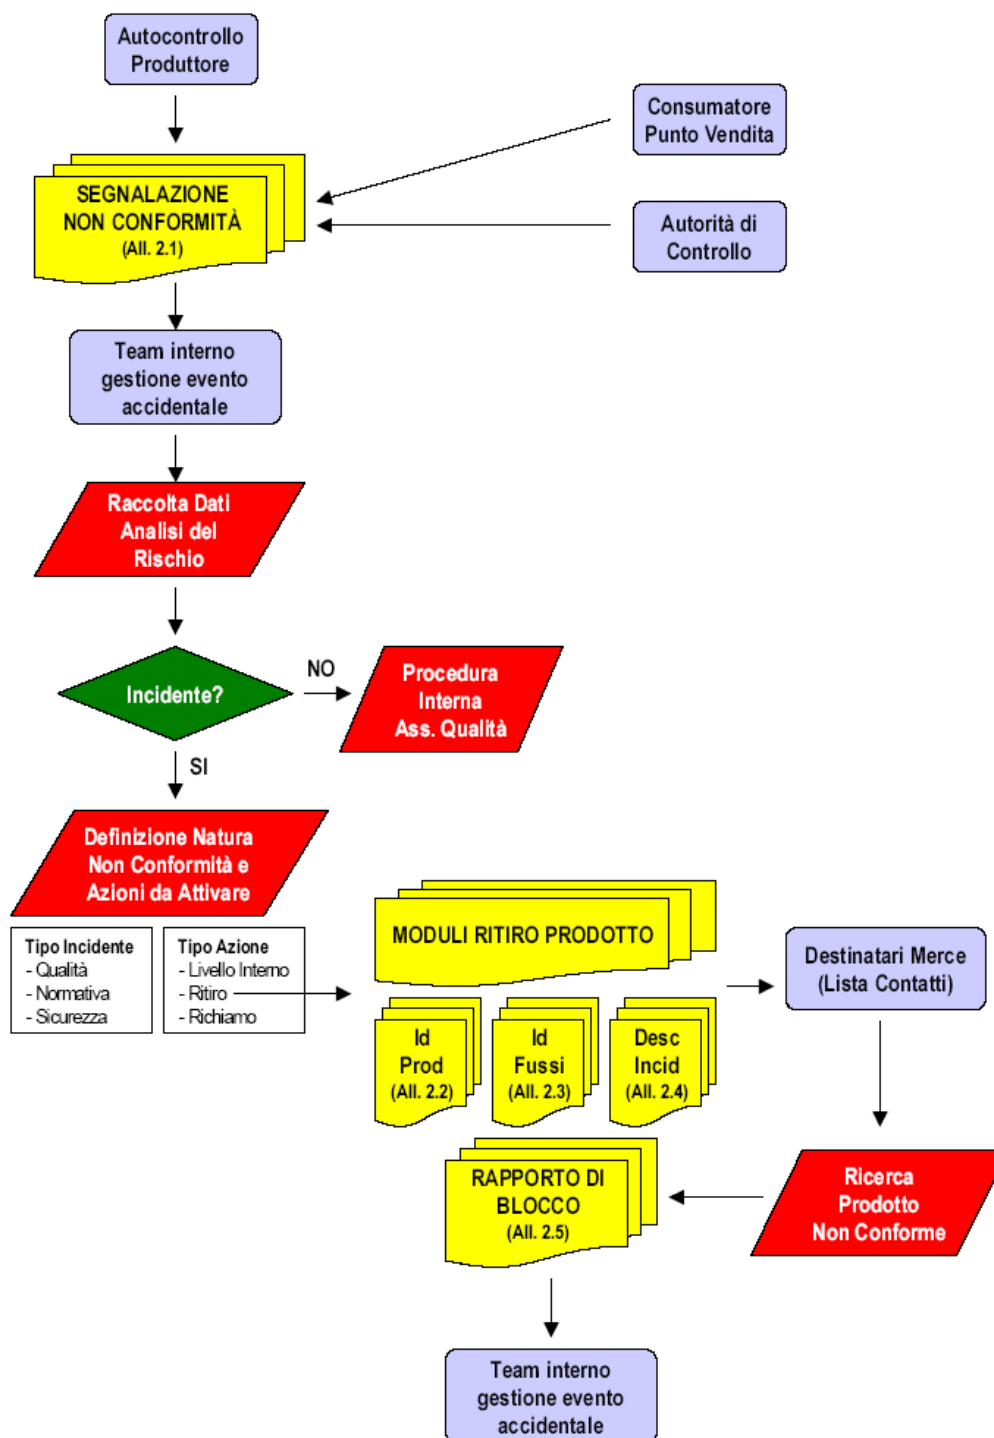 Autocontrollo
Produttore
Consumatore
Punto Vendita
SEGNALAZIONE
NON CONFORMITÀ
(All. 2.1)
Autorità di
Controllo
Team interno
gestione evento
accidentale
Raccolta Dati
Analisi del
Rischio
Incidente?
NO
Procedura
Interna
Ass. Qualità
SI
Definizione Natura
Non Conformità e
Azioni da Attivare
Tipo Incidente
- Qualità
- Normativa
- Sicurezza
Tipo Azione
- Livello Interno
- Ritiro
- Richiamo
MODULI RITIRO PRODOTTO
Destinatari Merce
(Lista Contatti)
Id
Prod
(All. 2.2)
Id
Fussi
(All. 2.3)
Desc
Incid
(All. 2.4)
RAPPORTO DI
BLOCCO
(All. 2.5)
Ricerca
Prodotto
Non Conforme
Team interno
gestione evento
accidentale